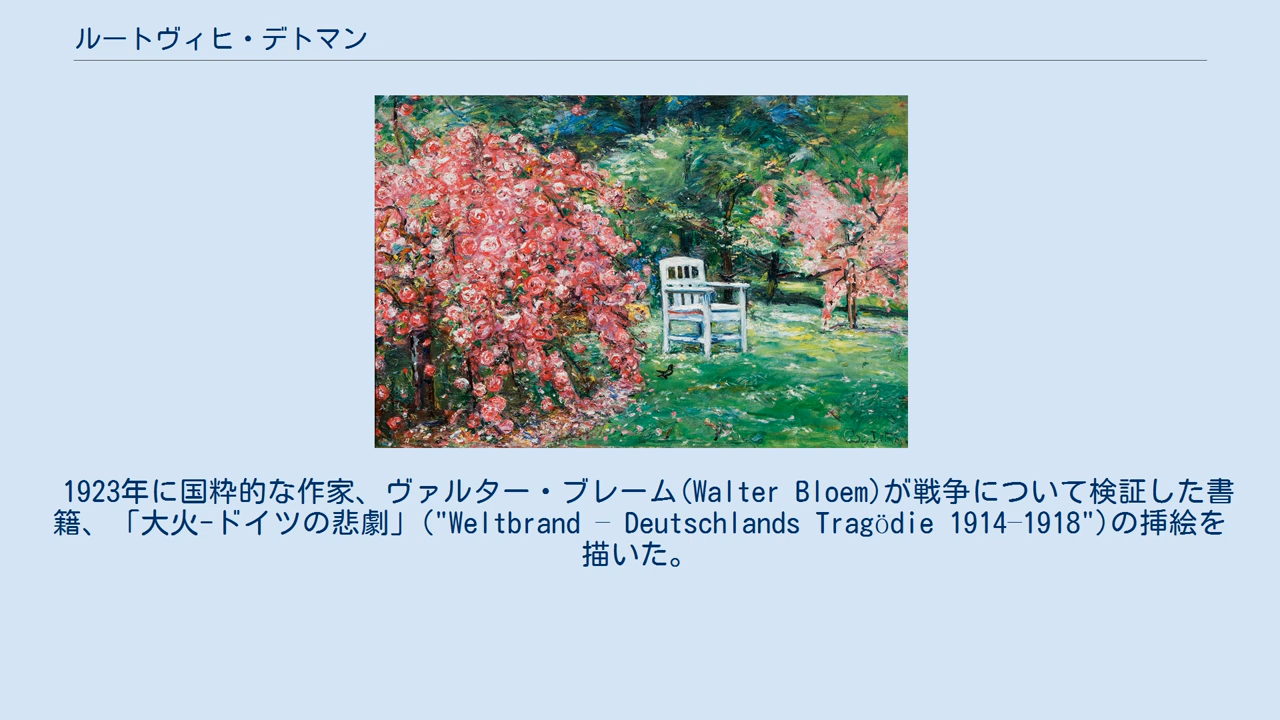 ルートヴィヒ・デトマン
1923年に国粋的な作家、ヴァルター・ブレーム(Walter Bloem)が戦争について検証した書
籍、「大火-ドイツの悲劇」("Weltbrand – Deutschlands Tragödie 1914–1918")の挿絵を
描いた。